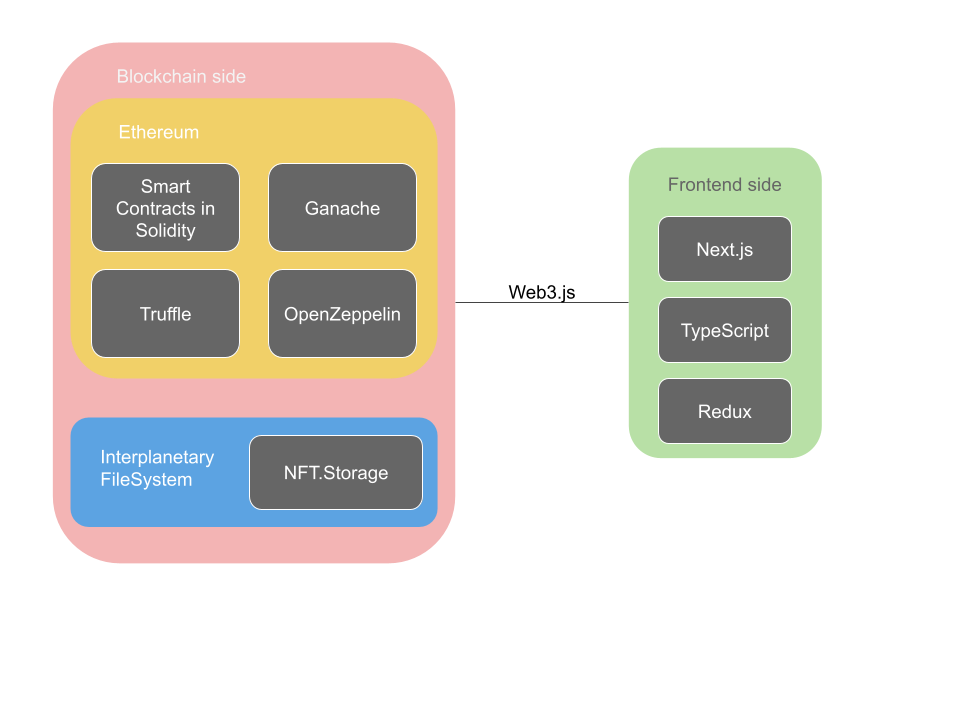 Blockchain side
Ethereum
Smart
Contracts in
Solidity
Ganache
Truffle
OpenZeppelin
Interplanetary
FileSystem
NFT.Storage
Web3.js
Frontend side
Next.js
TypeScript
Redux